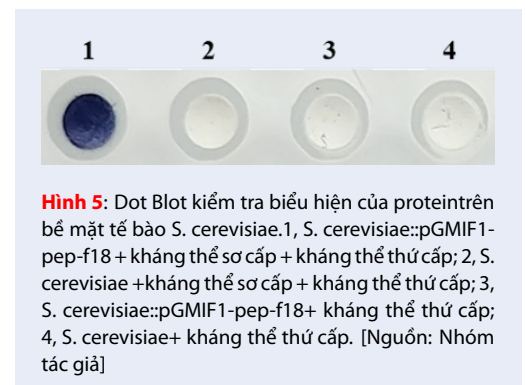 1 2 3 4
Hình 5: Dot Blot kiểm tra biểu hiện của proteintrên
bề mặt tế bào S. cerevisiae.1, S. cerevisiae::pGMIF1-
pep-f18 + kháng thể sơ cấp + kháng thể thứ cấp; 2, S.
cerevisiae +kháng thể sơ cấp + kháng thể thứ cấp; 3,
S. cerevisiae::pGMIF1-pep-f18+ kháng thể thứ cấp;
4, S. cerevisiae+ kháng thể thứ cấp. [Nguồn: Nhóm
tác giả]